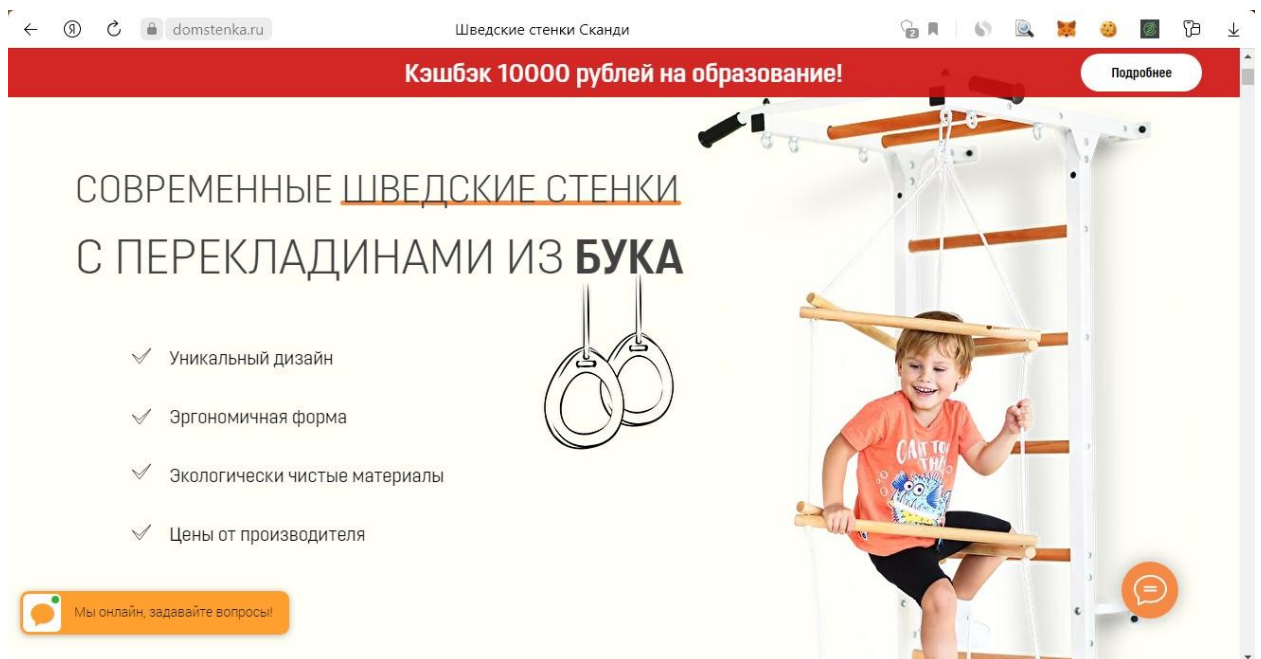 domstenka.ru
Шведские стенки Сканди
2
Кэшбэк 10000 рублей на образование!
Подробнее
СОВРЕМЕННЫЕ ШВЕДСКИЕ СТЕНКИ
С ПЕРЕКЛАДИНАМИ ИЗ БУКА
Уникальный дизайн
Эргономичная форма
Экологически чистые материалы
Цены от производителя
Мы онлайн, задавайте вопросы!